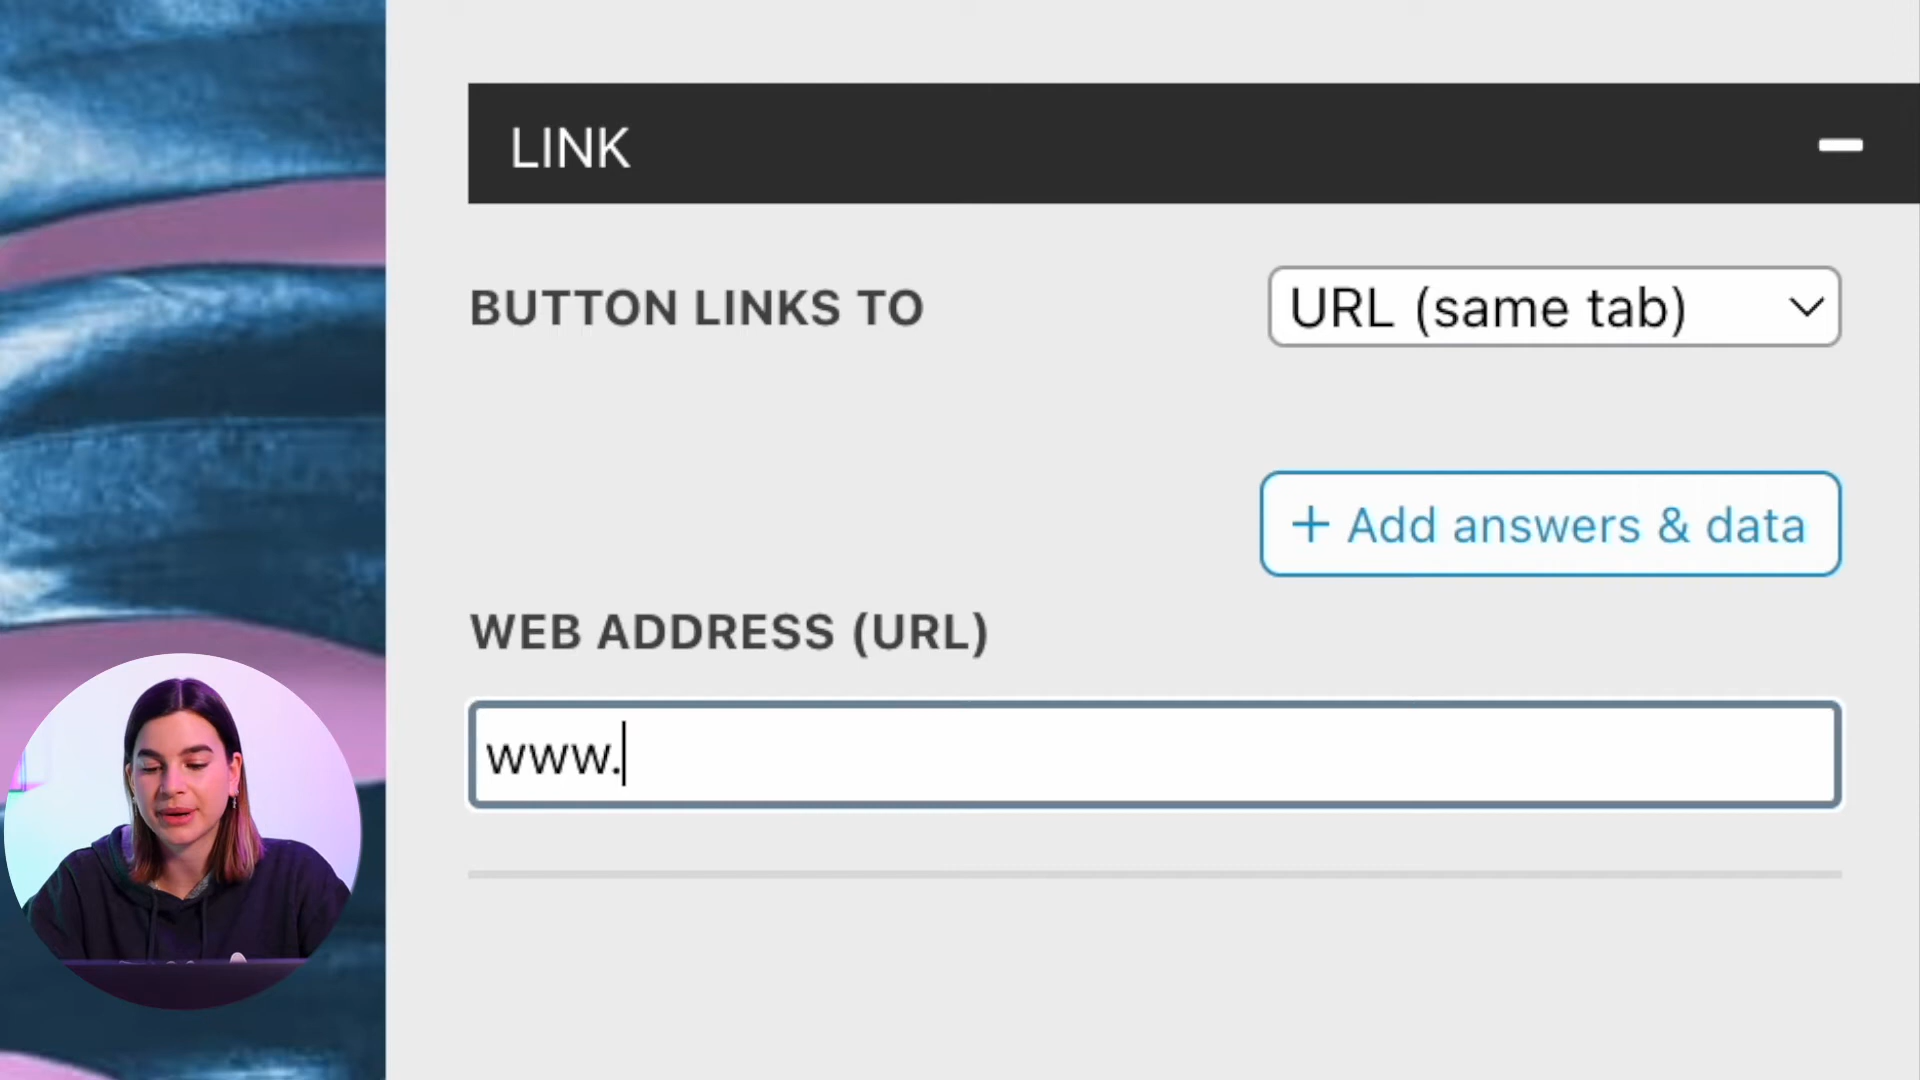 LINK
BUTTON LINKS TO
URL (same tab)
+ Add answers & data
WEB ADDRESS (URL)
www.